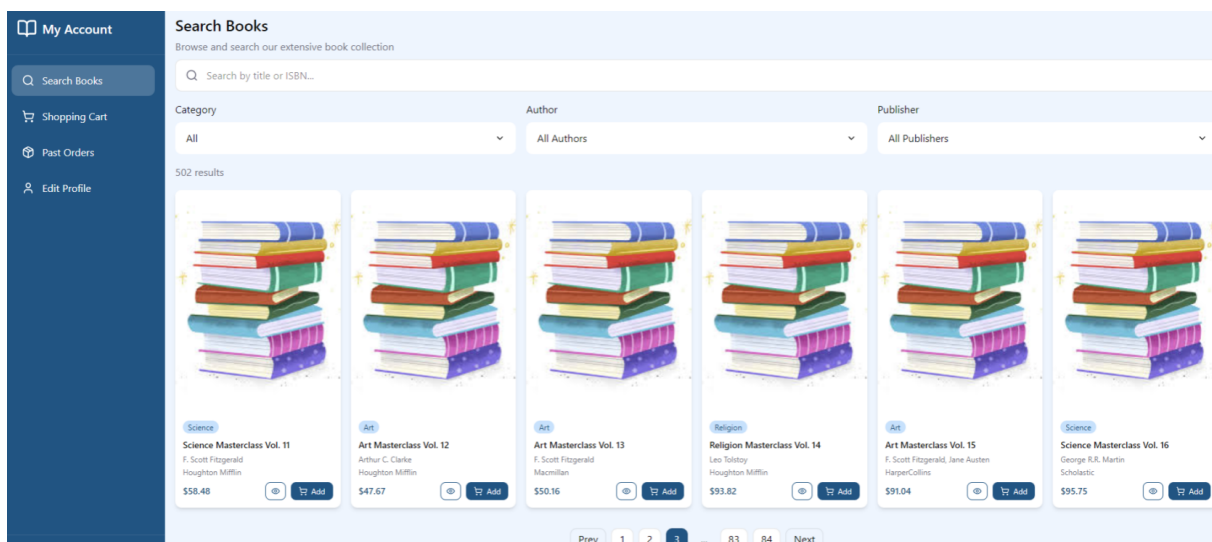 My Account
Search Books
Shopping Cart
Past Orders
Edit Profile
Search Books
Browse and search our extensive book collection
Search by title or ISBN...
Category
Author
Publisher
All
All Authors
All Publishers
502 results
Science
Science Masterclass Vol. 11
F. Scott Fitzgerald
Houghton Mifflin
$58.48
Add
Art
Art Masterclass Vol. 12
Arthur C. Clarke
Houghton Mifflin
$47.67
Add
Art
Art Masterclass Vol. 13
F. Scott Fitzgerald
Macmillan
$50.16
Add
Religion
Religion Masterclass Vol. 14
Leo Tolstoy
Houghton Mifflin
$93.82
Add
Art
Art Masterclass Vol. 15
F. Scott Fitzgerald, Jane Austen
HarperCollins
$91.04
Add
Science
Science Masterclass Vol. 16
George R.R. Martin
Scholastic
$95.75
Add
Prev 1 2 3 ... 83 84 Next